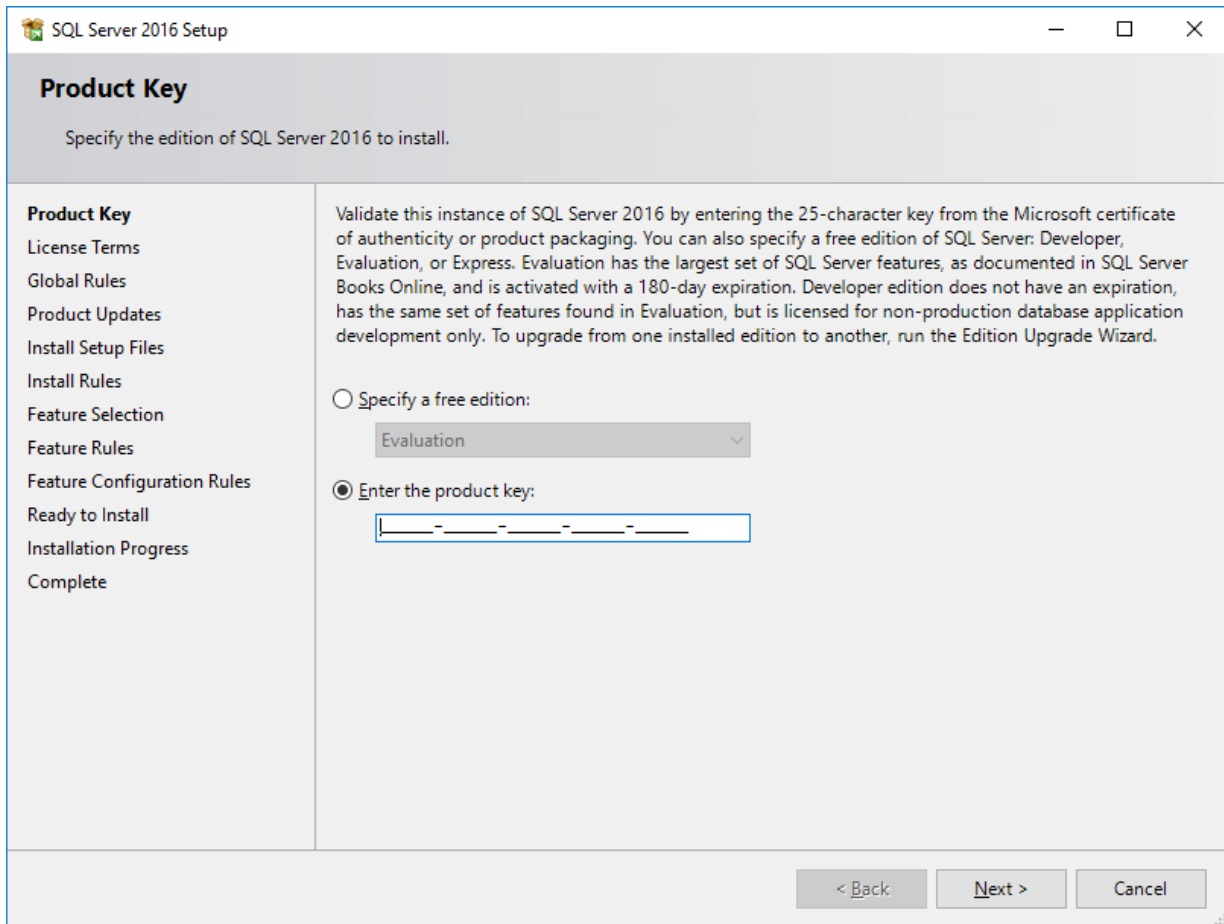 SQL Server 2016 Setup
Product Key
Specify the edition of SQL Server 2016 to install.
Product Key
License Terms
Global Rules
Product Updates
Install Setup Files
Install Rules
Feature Selection
Feature Rules
Feature Configuration Rules
Ready to Install
Installation Progress
Complete
Validate this instance of SQL Server 2016 by entering the 25-character key from the Microsoft certificate
of authenticity or product packaging. You can also specify a free edition of SQL Server: Developer,
Evaluation, or Express. Evaluation has the largest set of SQL Server features, as documented in SQL Server
Books Online, and is activated with a 180-day expiration. Developer edition does not have an expiration,
has the same set of features found in Evaluation, but is licensed for non-production database application
development only. To upgrade from one installed edition to another, run the Edition Upgrade Wizard.
Specify a free edition:
Evaluation
Enter the product key:
_____-_____-_____-_____-_____
< Back
Next >
Cancel